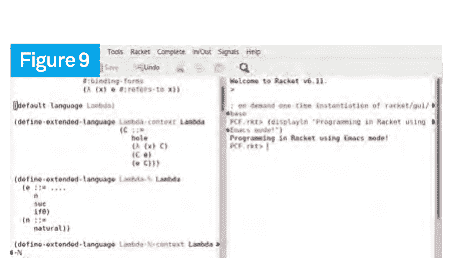 Figure 9
Tools Racket Complete In/Out Signals Help
Save Undo
#:binding-forms
(λ (x) e #:refers-to x))
(default-language Lambda)
(define-extended-language Lambda-context Lambda
(C ::=
hole
(λ (x) C)
(C e)
(e C)))
(define-extended-language Lambda-N Lambda
(e ::= ....
n
suc
if0)
(n ::=
natural))
(define-extended-language Lambda-N-context Lambda
-N
Welcome to Racket v6.11.
>
; on-demand one-time instantiation of racket/gui/
base
PCF.rkt> (displayln "Programming in Racket using
Emacs mode!")
Programming in Racket using Emacs mode!
PCF.rkt>